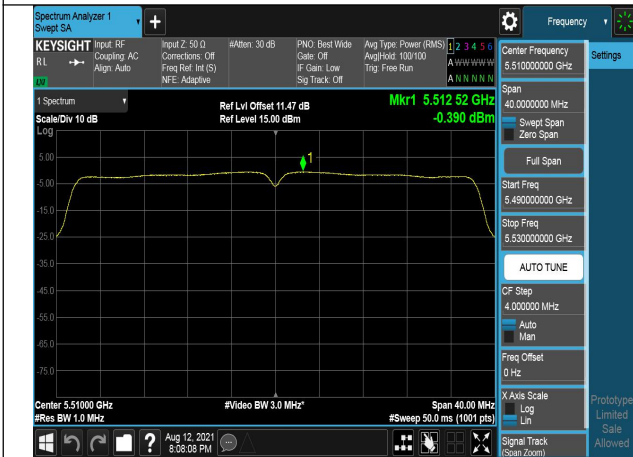 Spectrum Analyzer 1
Swept SA
+
Frequency
KEYSIGHT
RL
LXI
Input: RF
Coupling: AC
Align: Auto
Input Z: 50 Ω
Corrections: Off
Freq Ref: Int (S)
NFE: Adaptive
#Atten: 30 dB
PNO: Best Wide
Gate: Off
IF Gain: Low
Sig Track: Off
Avg Type: Power (RMS)
Avg|Hold: 100/100
Trig: Free Run
1 2 3 4 5 6
A W W W W W
A N N N N N
1 Spectrum
Scale/Div 10 dB
Log
Ref Lvl Offset 11.47 dB
Ref Level 15.00 dBm
Mkr1 5.512 52 GHz
-0.390 dBm
1
5.00
-5.00
-15.0
-25.0
-35.0
-45.0
-55.0
-65.0
-75.0
Center 5.51000 GHz
#Res BW 1.0 MHz
#Video BW 3.0 MHz*
Span 40.00 MHz
#Sweep 50.0 ms (1001 pts)
?
Aug 12, 2021
8:08:08 PM
Center Frequency
5.510000000 GHz
Span
40.0000000 MHz
Swept Span
Zero Span
Full Span
Start Freq
5.490000000 GHz
Stop Freq
5.530000000 GHz
AUTO TUNE
CF Step
4.000000 MHz
Auto
Man
Freq Offset
0 Hz
X Axis Scale
Log
Lin
Signal Track
(Span Zoom)
Settings
Prototype
Limited
Sale
Allowed